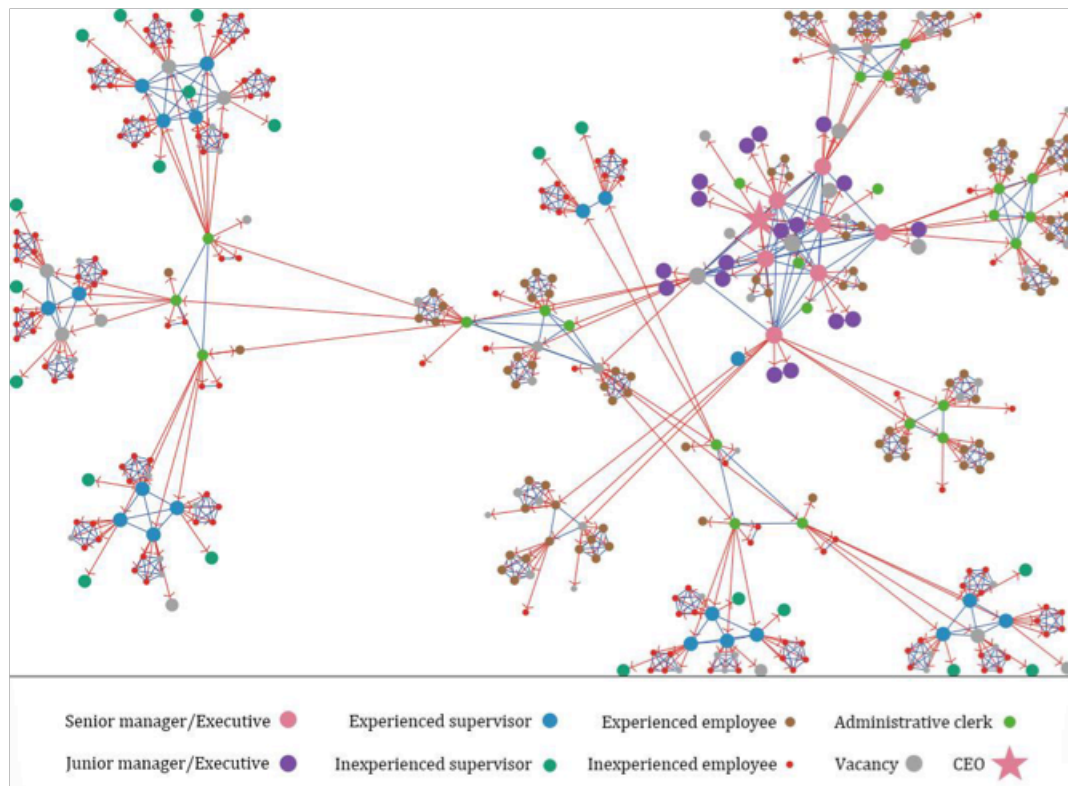 Senior manager/Executive Experienced supervisor Experienced employee Administrative clerk
Junior manager/Executive Inexperienced supervisor Inexperienced employee Vacancy CEO